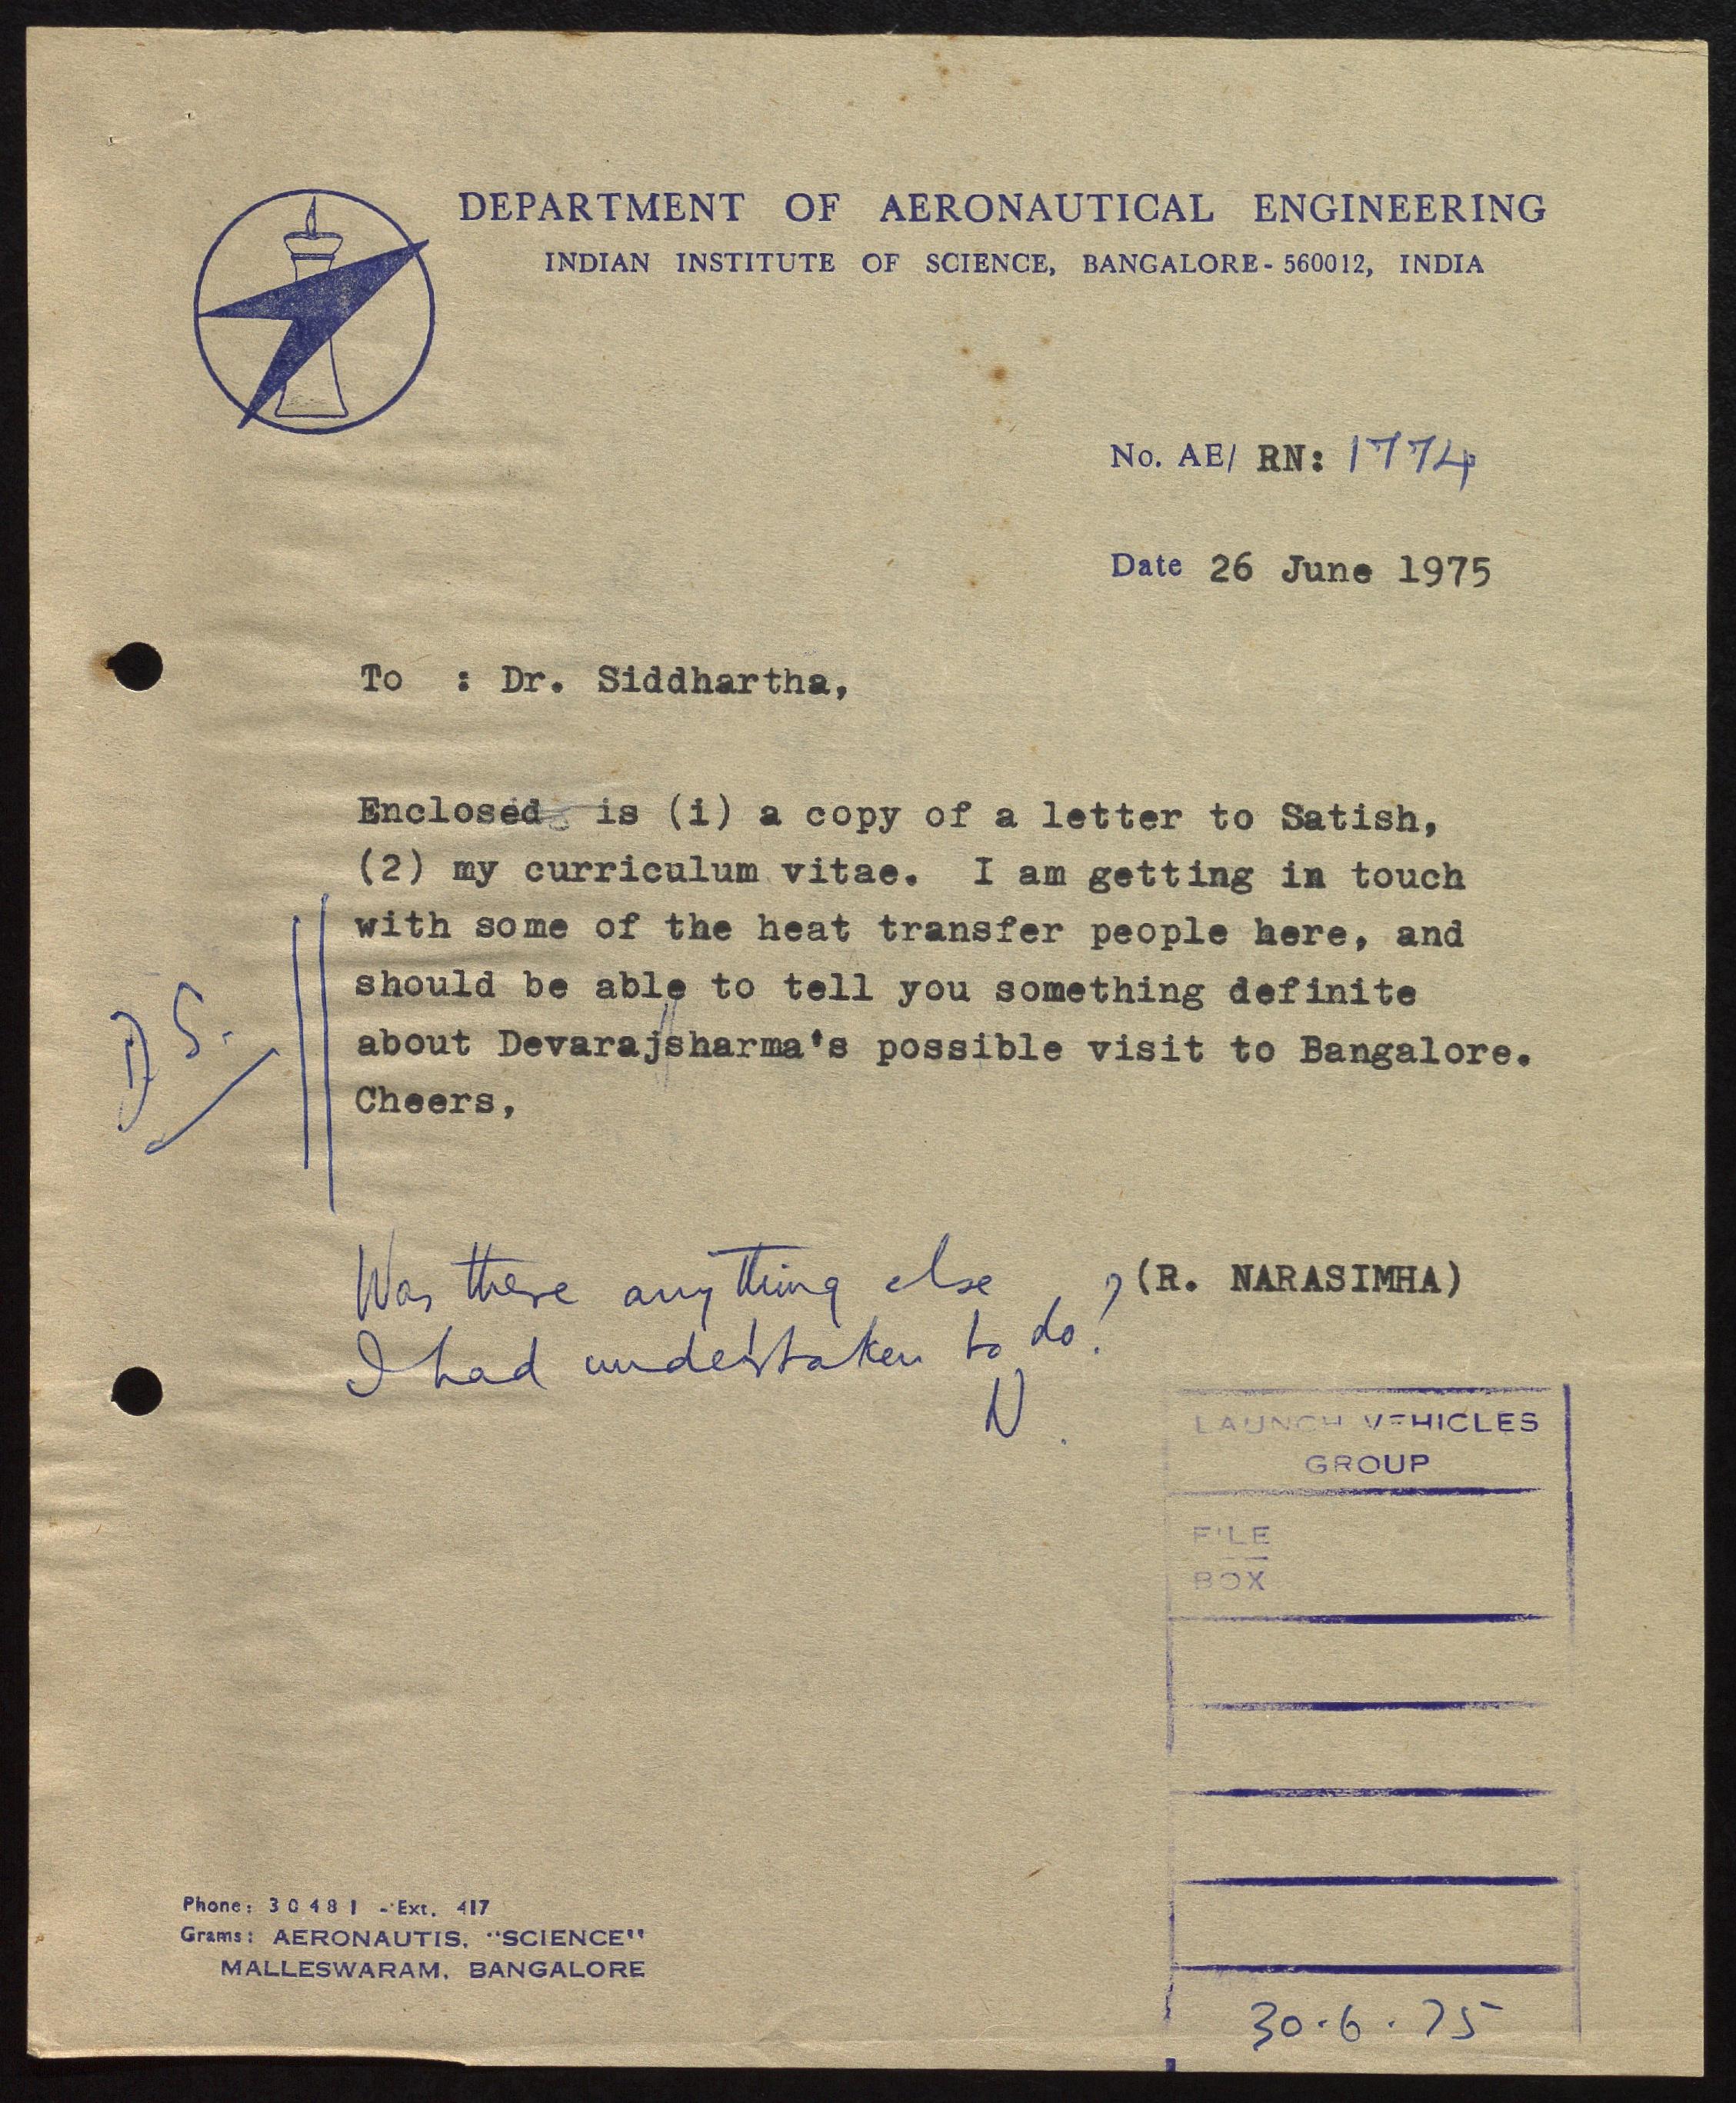 DEPARTMENT OF AERONAUTICAL ENGINEERING
INDIAN INSTITUTE OF SCIENCE, BANGALORE- 560012, INDIA
No. AE/ RN: 1774
Date 26 June 1975
To : Dr. Siddhartha,
Enclosed is (i) a copy of a letter to Satish,
(2) my curriculum vitae. I am getting in touch
with some of the heat transfer people here, and
should be able to tell you something definite
about Devarajsharma's possible visit to Bangalore.
Cheers,
DS.
Was there anything else
I had undertaken to do?
N.
(R. NARASIMHA)
LAUNCH VEHICLES
GROUP
FILE
BOX
30.6.75
Phone: 30481 - Ext. 417
Grams: AERONAUTIS, "SCIENCE"
MALLESWARAM, BANGALORE